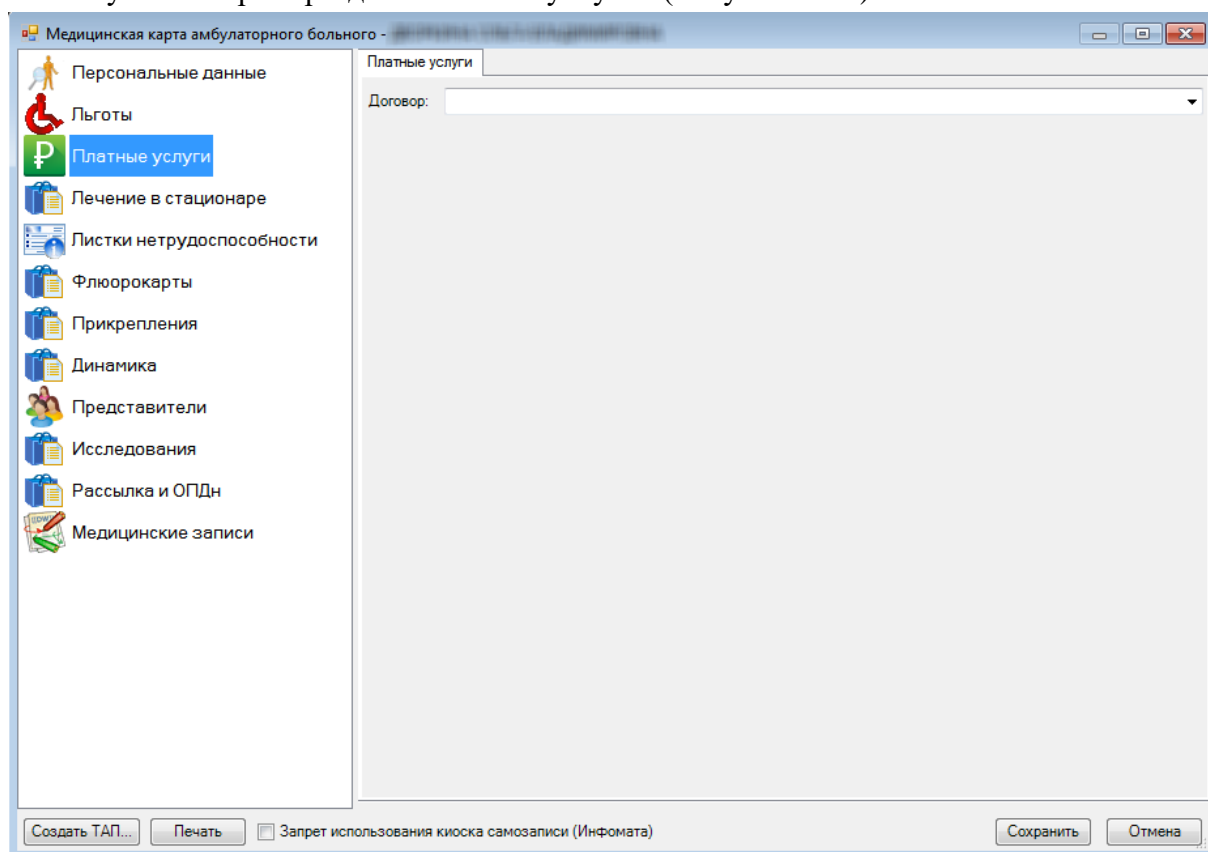 Медицинская карта амбулаторного больного -
Платные услуги
Договор:
Персональные данные
Льготы
Платные услуги
Лечение в стационаре
Листки нетрудоспособности
Флюорокарты
Прикрепления
Динамика
Представители
Исследования
Рассылка и ОПДн
Медицинские записи
Создать ТАП...
Печать
Запрет использования киоска самозаписи (Инфомата)
Сохранить
Отмена